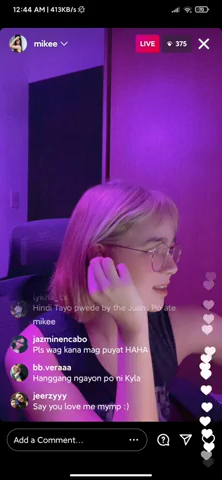 12:44 AM | 413KB/s
mikee
LIVE
375
Hindi Tayo pwede by the Juan . Po ate
mikee
jazminencabo
Pls wag kana mag puyat HAHA
bb.veraaa
Hanggang ngayon po ni Kyla
jeerzyyy
Say you love me mymp :)
Add a Comment...